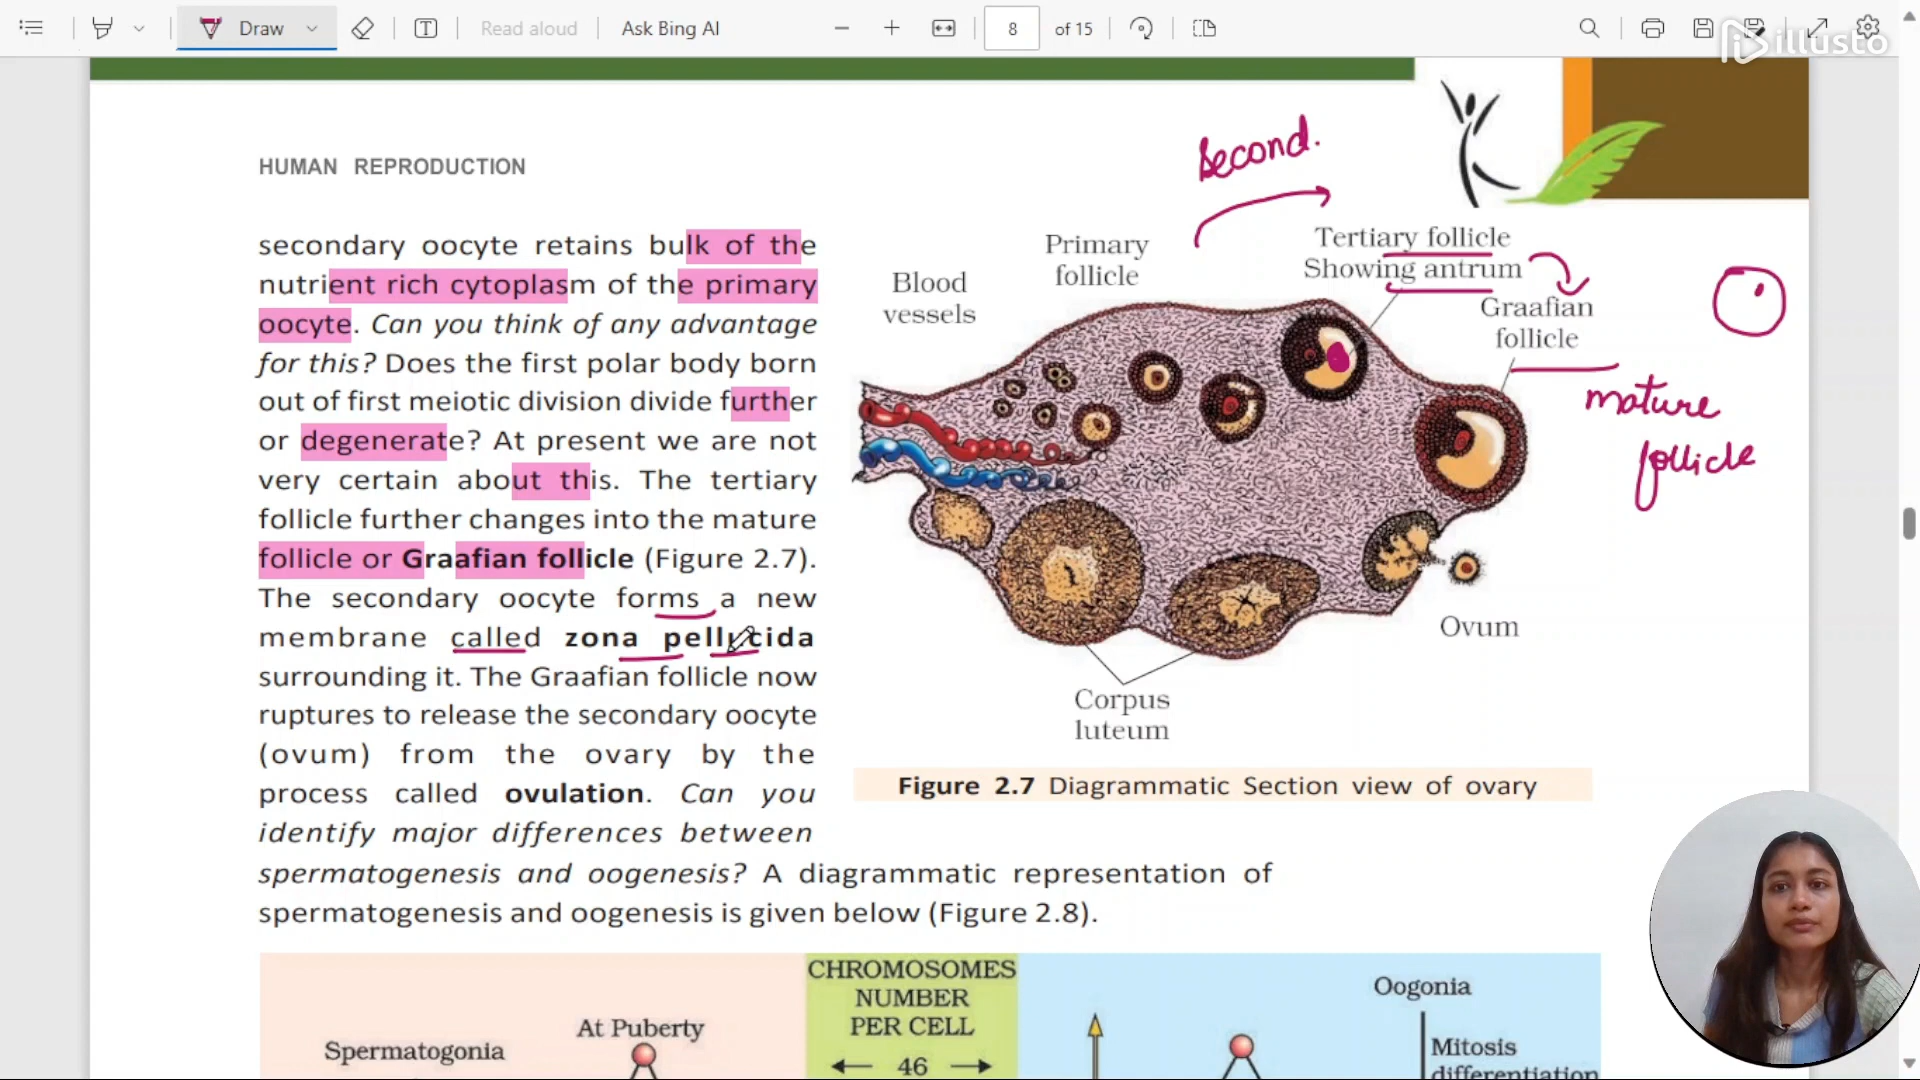 Draw
Read aloud
Ask Bing AI
8
of 15
illusto
HUMAN REPRODUCTION
secondary oocyte retains bulk of the
nutrient rich cytoplasm of the primary
oocyte. Can you think of any advantage
for this? Does the first polar body born
out of first meiotic division divide further
or degenerate? At present we are not
very certain about this. The tertiary
follicle further changes into the mature
follicle or Graafian follicle (Figure 2.7).
The secondary oocyte forms a new
membrane called zona pellucida
surrounding it. The Graafian follicle now
ruptures to release the secondary oocyte
(ovum) from the ovary by the
process called ovulation. Can you
identify major differences between
spermatogenesis and oogenesis? A diagrammatic representation of
spermatogenesis and oogenesis is given below (Figure 2.8).
Second.
Blood
vessels
Primary
follicle
Tertiary follicle
Showing antrum
Graafian
follicle
mature
follicle
Ovum
Corpus
luteum
Figure 2.7 Diagrammatic Section view of ovary
Spermatogonia
At Puberty
CHROMOSOMES
NUMBER
PER CELL
46
Oogonia
Mitosis
differentiation